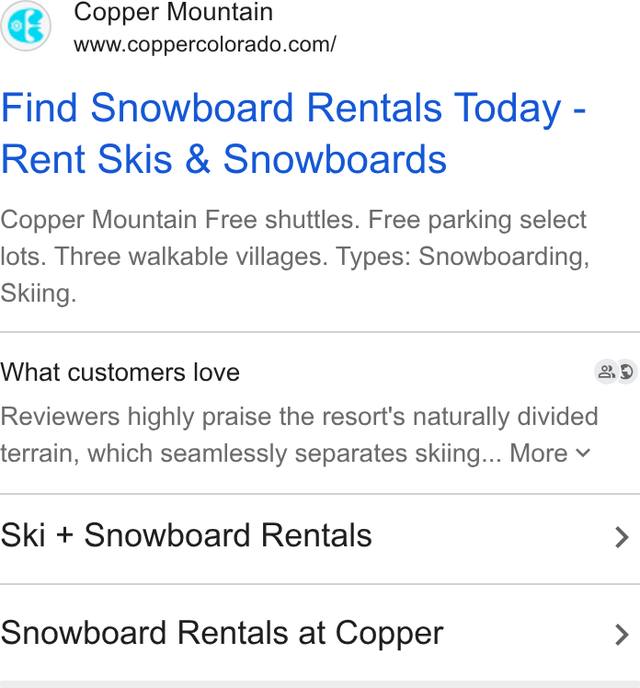 Copper Mountain
www.coppercolorado.com/
Find Snowboard Rentals Today -
Rent Skis & Snowboards
Copper Mountain Free shuttles. Free parking select
lots. Three walkable villages. Types: Snowboarding,
Skiing.
What customers love
Reviewers highly praise the resort's naturally divided
terrain, which seamlessly separates skiing... More
Ski + Snowboard Rentals
Snowboard Rentals at Copper